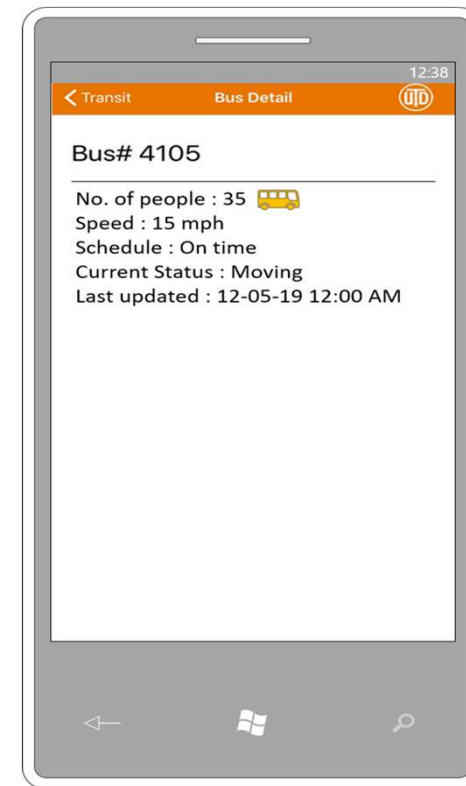 12:38
Transit Bus Detail UTD
Bus# 4105
No. of people : 35
Speed : 15 mph
Schedule : On time
Current Status : Moving
Last updated : 12-05-19 12:00 AM